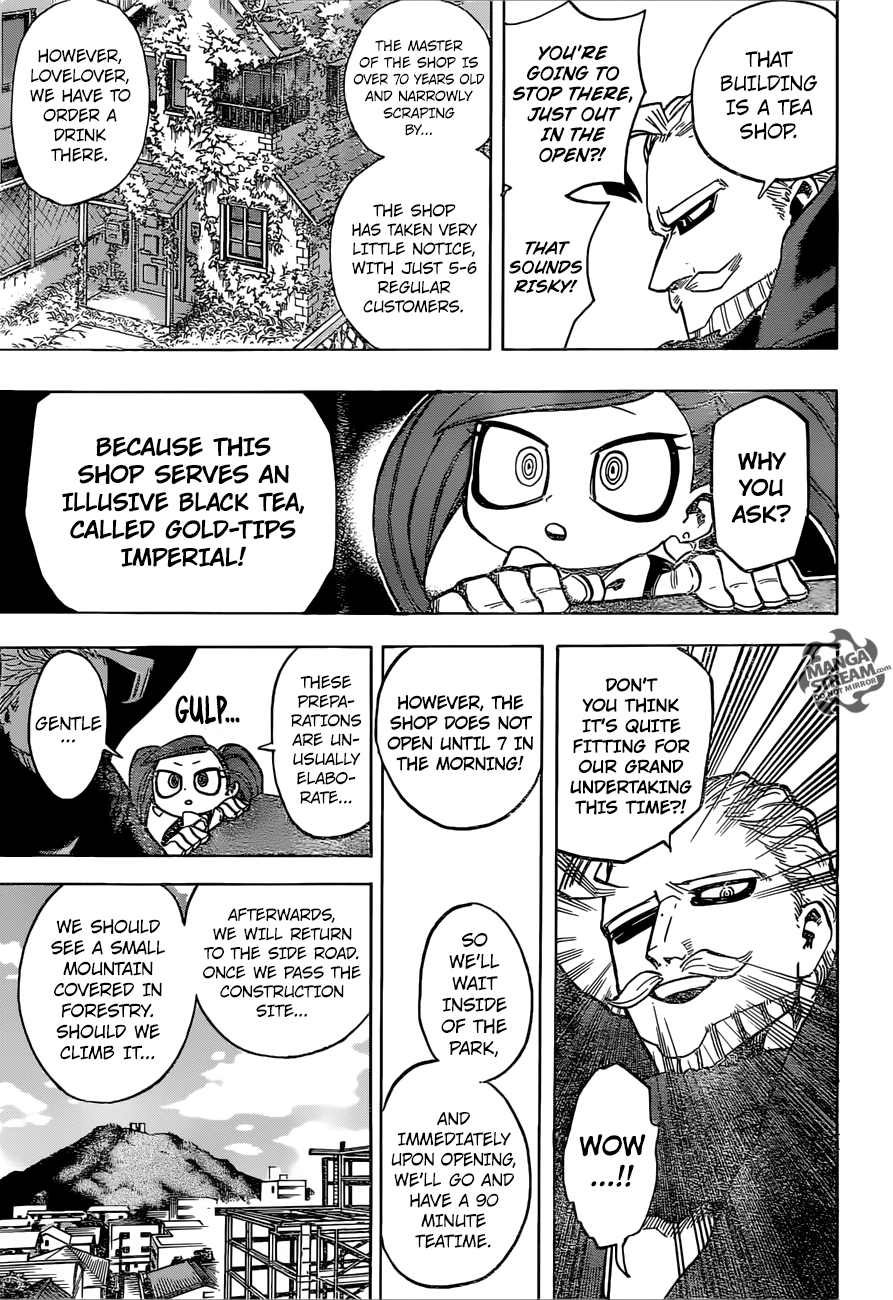 THAT
BUILDING
IS A TEA
SHOP.
YOU'RE
GOING TO
STOP THERE,
JUST OUT
IN THE
OPEN?!
THAT
SOUNDS
RISKY!
THE MASTER
OF THE SHOP IS
OVER 70 YEARS OLD
AND NARROWLY
SCRAPING
BY...
THE SHOP
HAS TAKEN VERY
LITTLE NOTICE,
WITH JUST 5-6
REGULAR
CUSTOMERS.
HOWEVER,
LOVELOVER,
WE HAVE TO
ORDER A
DRINK
THERE.
WHY
YOU
ASK?
BECAUSE THIS
SHOP SERVES AN
ILLUSIVE BLACK TEA,
CALLED GOLD-TIPS
IMPERIAL!
MANGA
STREAM.com
DO NOT MIRROR
DON'T
YOU THINK
IT'S QUITE
FITTING FOR
OUR GRAND
UNDERTAKING
THIS TIME?!
WOW
...!!
HOWEVER, THE
SHOP DOES NOT
OPEN UNTIL 7 IN
THE MORNING!
SO
WE'LL
WAIT
INSIDE
OF THE
PARK,
AND
IMMEDIATELY
UPON OPENING,
WE'LL GO AND
HAVE A 90
MINUTE
TEATIME.
THESE
PREPA-
RATIONS
ARE UN-
USUALLY
ELABO-
RATE...
GULP...
GENTLE
...
AFTERWARDS,
WE WILL RETURN
TO THE SIDE ROAD.
ONCE WE PASS THE
CONSTRUCTION
SITE...
WE SHOULD
SEE A SMALL
MOUNTAIN
COVERED IN
FORESTRY.
SHOULD WE
CLIMB IT...